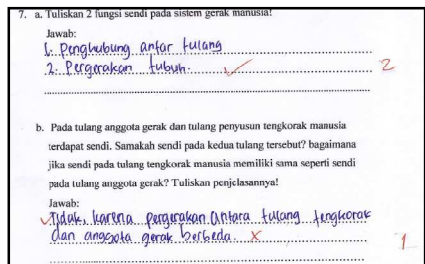 7. a. Tuliskan 2 fungsi sendi pada sistem gerak manusia!
Jawab:
1. Penghubung antar tulang
2. Pergerakan tubuh.
2
b. Pada tulang anggota gerak dan tulang penyusun tengkorak manusia
terdapat sendi. Samakah sendi pada kedua tulang tersebut? bagaimana
jika sendi pada tulang tengkorak manusia memiliki sama seperti sendi
pada tulang anggota gerak? Tuliskan penjelasannya!
Jawab:
Tidak, karena pergerakan antara tulang tengkorak
dan anggota gerak berbeda.
1